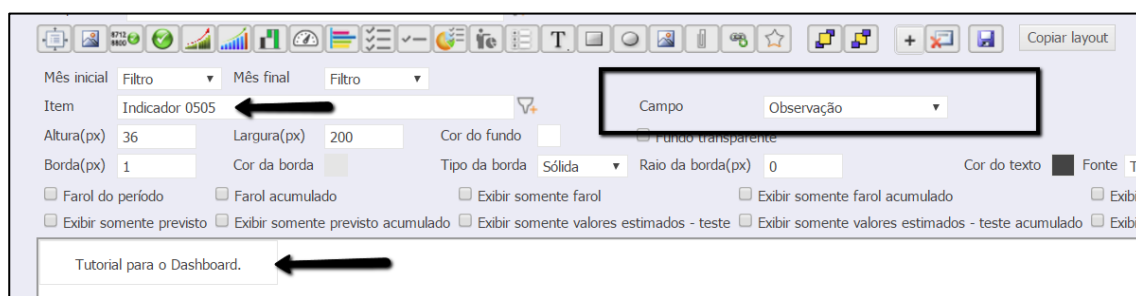 Copiar layout
Mês inicial Filtro Mês final Filtro
Item Indicador 0505 Campo Observação
Altura(px) 36 Largura(px) 200 Cor do fundo Fundo transparente
Borda(px) 1 Cor da borda Tipo da borda Sólida Raio da borda(px) 0 Cor do texto Fonte T
Farol do período Farol acumulado Exibir somente farol Exibir somente farol acumulado Exibi
Exibir somente previsto Exibir somente previsto acumulado Exibir somente valores estimados - teste Exibir somente valores estimados - teste acumulado Exib
Tutorial para o Dashboard.